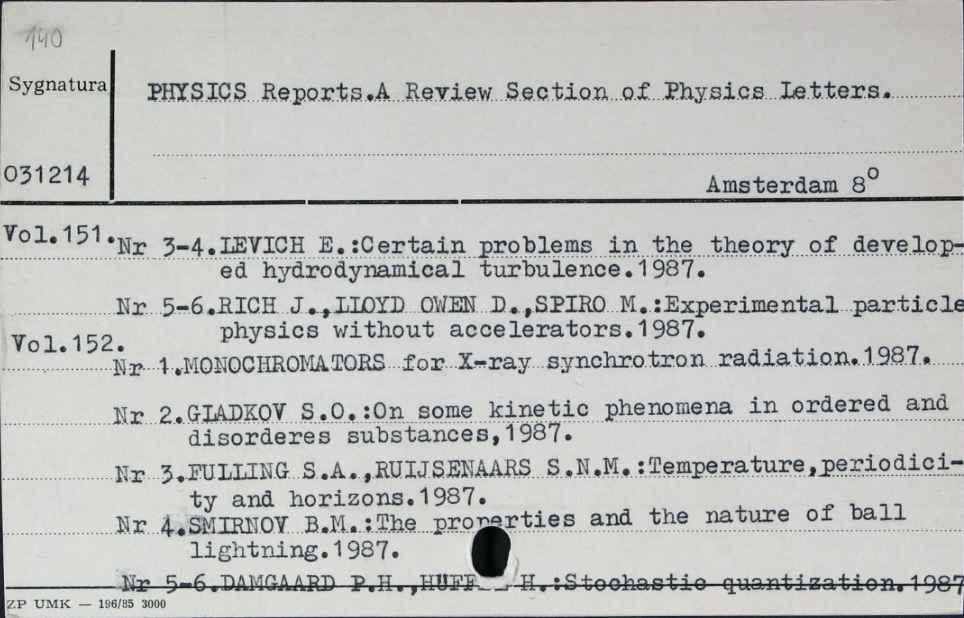 140
Sygnatura
PHYSICS Reports.A Review Section of Physics Letters.
031214
Amsterdam 8°
Vol.151.Nr 3-4.LEVICH E.:Certain problems in the theory of develop-
ed hydrodynamical turbulence.1987.
Nr 5-6.RICH J.,LLOYD OWEN D.,SPIRO M.:Experimental particle
physics without accelerators.1987.
Vol.152.
Nr 1.MONOCHROMATORS for X-ray synchrotron radiation.1987.
Nr 2.GLADKOV S.O.:On some kinetic phenomena in ordered and
disorderes substances,1987.
Nr 3.FULLING S.A.,RUIJSENAARS S.N.M.:Temperature,periodici-
ty and horizons.1987.
Nr 4.SMIRNOV B.M.:The properties and the nature of ball
lightning.1987.
Nr 5-6.DAMGAARD P.H., H.:Stochastic quantization.1987
ZP UMK — 196/85 3000